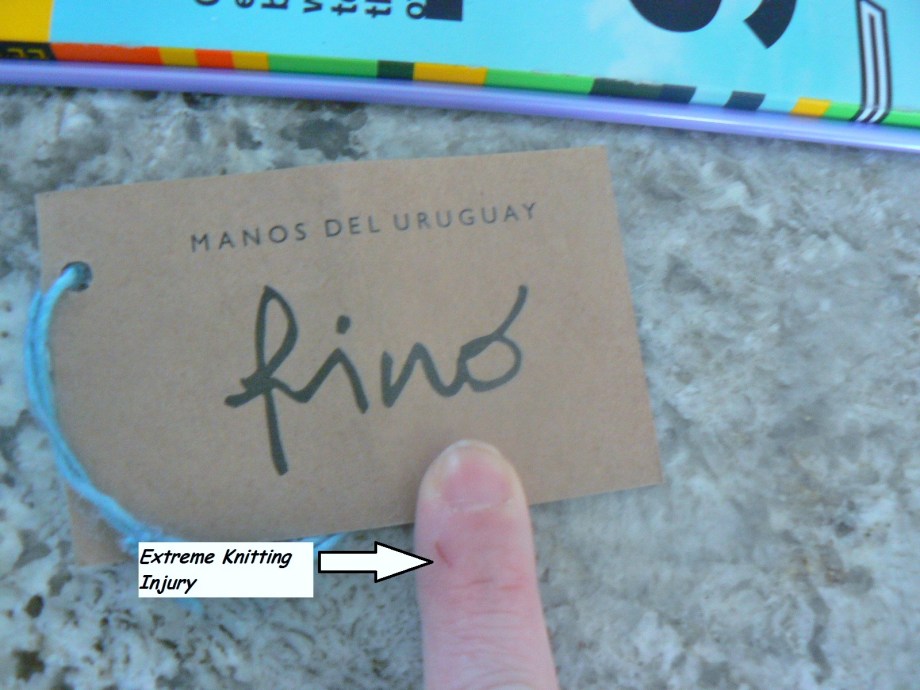 MANOS DEL URUGUAY
fino
Extreme Knitting
Injury